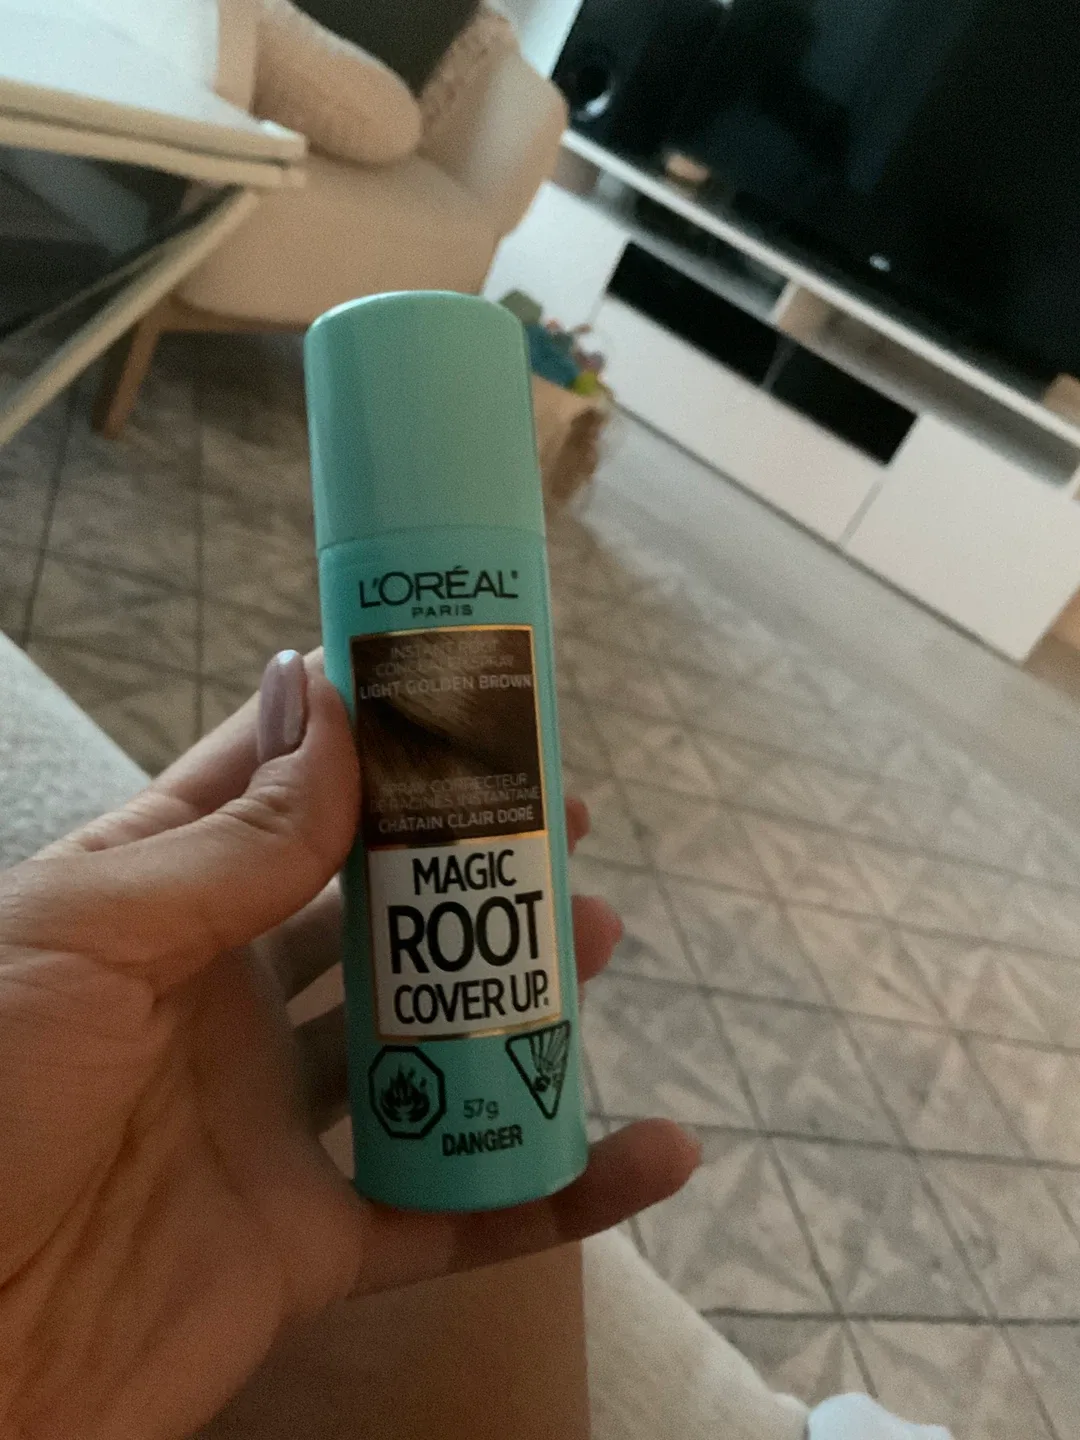 L'ORÉAL
PARIS
INSTANT ROOT
CONCEALER SPRAY
LIGHT GOLDEN BROWN
SPRAY CORRECTEUR
DE RACINES INSTANTANÉ
CHÂTAIN CLAIR DORÉ
MAGIC
ROOT
COVER UP.
57g
DANGER